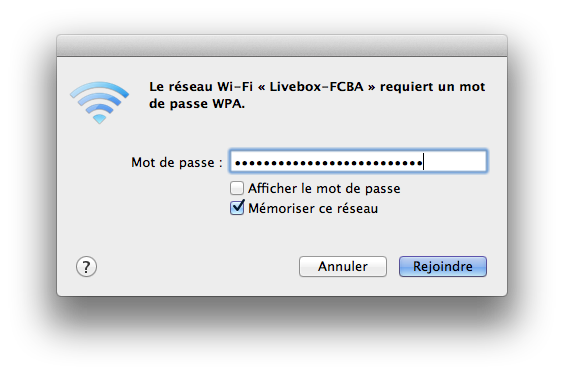 Le réseau Wi-Fi « Livebox-FCBA » requiert un mot
de passe WPA.
Mot de passe : •••••••••••••••••••••••••••
Afficher le mot de passe
Mémoriser ce réseau
? Annuler Rejoindre